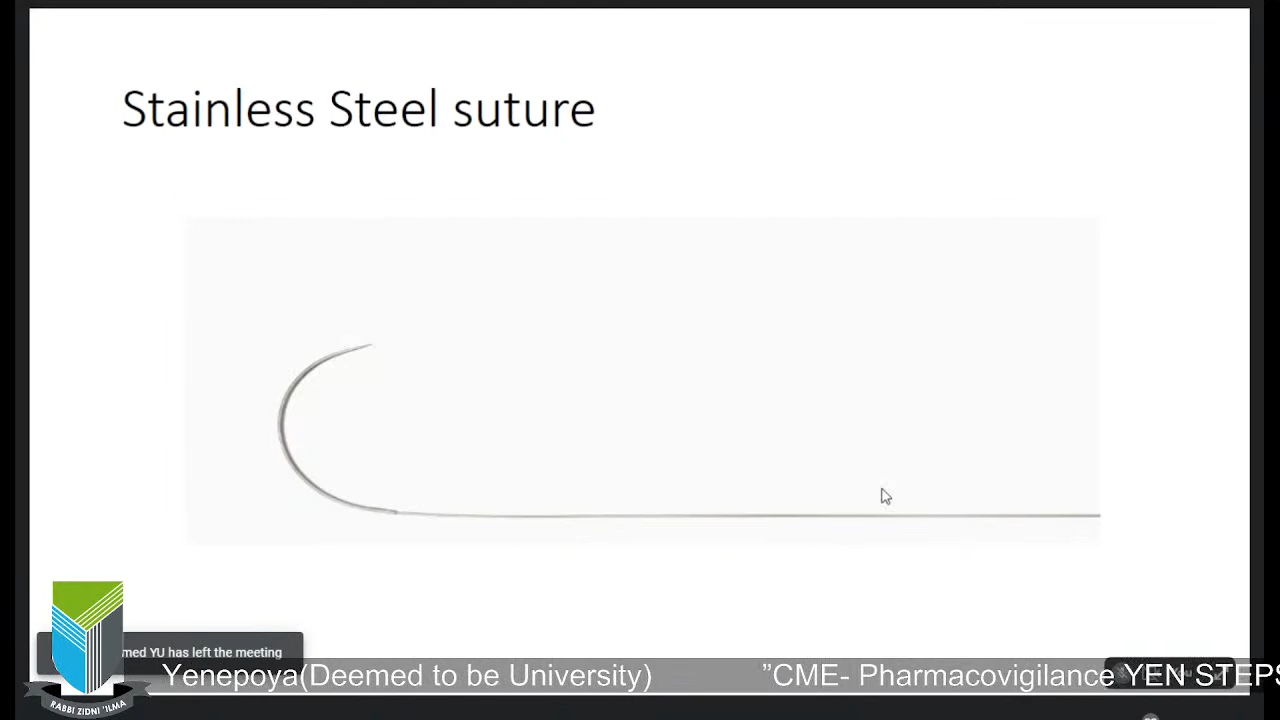 Stainless Steel suture
med YU has left the meeting
Yenepoya(Deemed to be University) ”CME- Pharmacovigilance YEN STEPS
RABBI ZIDNI 'ILMA